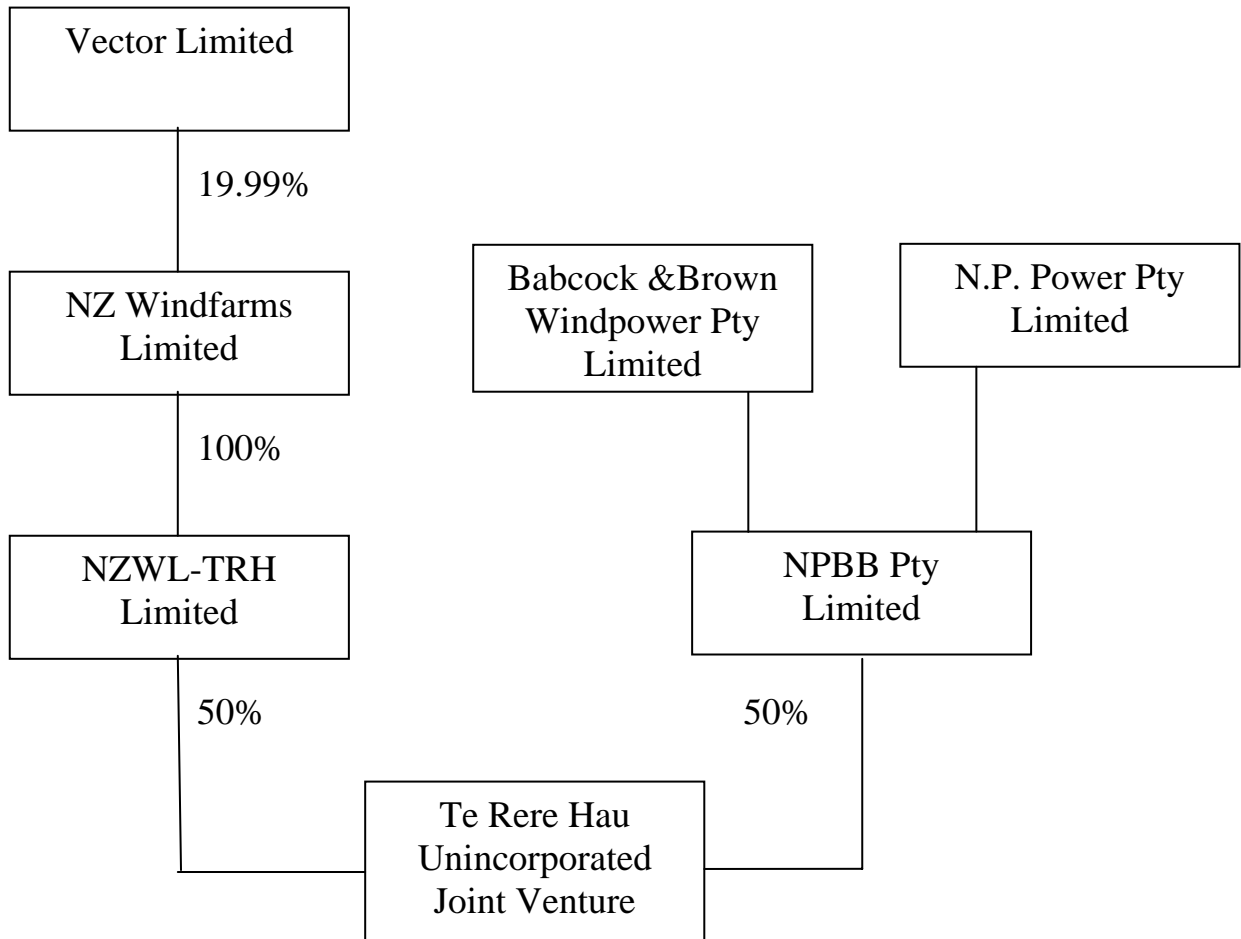 Vector Limited
19.99%
NZ Windfarms
Limited
Babcock &Brown
Windpower Pty
Limited
N.P. Power Pty
Limited
100%
NZWL-TRH
Limited
NPBB Pty
Limited
50%
50%
Te Rere Hau
Unincorporated
Joint Venture